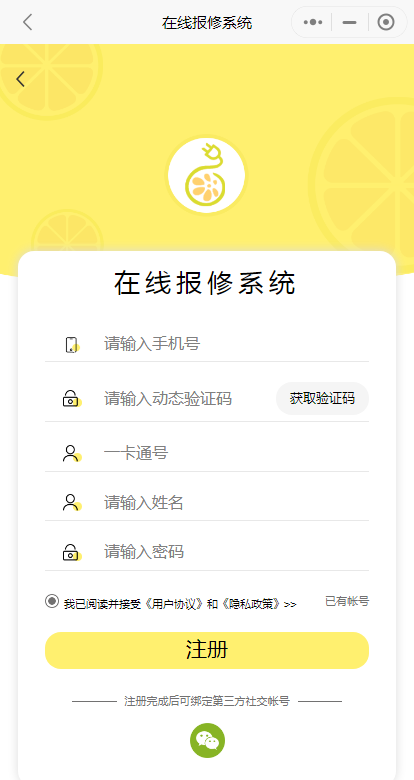 在线报修系统
在线报修系统
请输入手机号
请输入动态验证码 获取验证码
一卡通号
请输入姓名
请输入密码
我已阅读并接受《用户协议》和《隐私政策》>> 已有帐号
注册
注册完成后可绑定第三方社交帐号